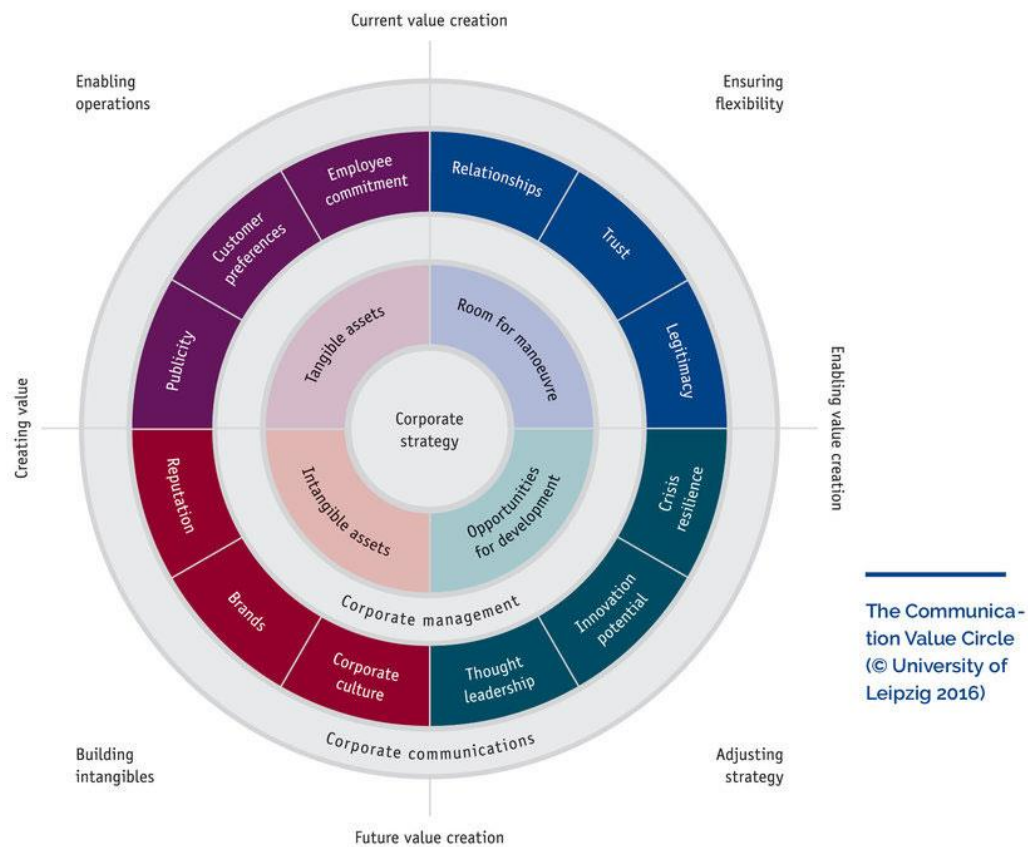 Current value creation
Enabling
operations
Ensuring
flexibility
Employee
commitment
Relationships
Customer
preferences
Trust
Publicity
Legitimacy
Tangible assets
Room for manoeuvre
Creating value
Corporate
strategy
Enabling value creation
Reputation
Intangible assets
Opportunities
for development
Crisis
resilience
Brands
Innovation
potential
Corporate management
Corporate
culture
Thought
leadership
Corporate communications
The Communica-
tion Value Circle
(© University of
Leipzig 2016)
Building
intangibles
Adjusting
strategy
Future value creation